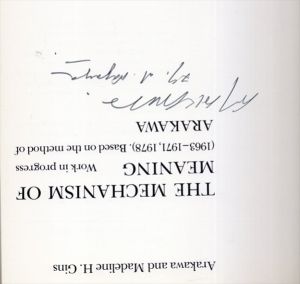 Arakawa and Madeline H. Gins
THE MECHANISM OF
MEANING Work in progress
(1963–1971, 1978). Based on the method of
ARAKAWA